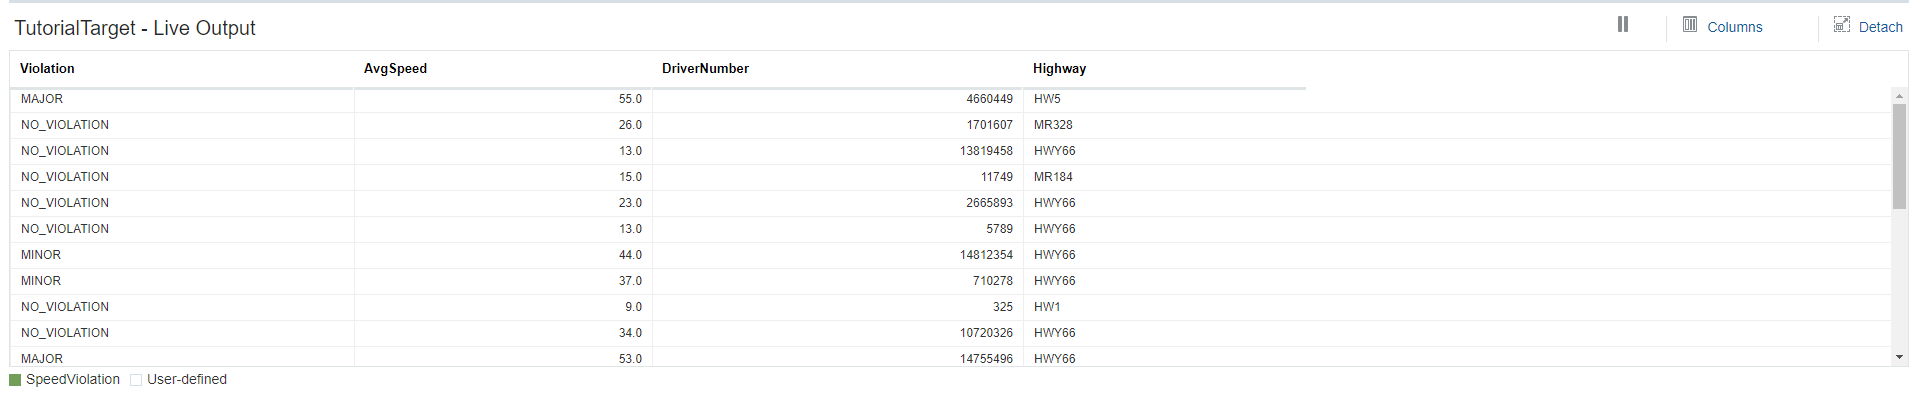 TutorialTarget - Live Output Columns Detach
Violation AvgSpeed DriverNumber Highway
MAJOR 55.0 4660449 HW5
NO_VIOLATION 26.0 1701607 MR328
NO_VIOLATION 13.0 13819458 HWY66
NO_VIOLATION 15.0 11749 MR184
NO_VIOLATION 23.0 2665893 HWY66
NO_VIOLATION 13.0 5789 HWY66
MINOR 44.0 14812354 HWY66
MINOR 37.0 710278 HWY66
NO_VIOLATION 9.0 325 HW1
NO_VIOLATION 34.0 10720326 HWY66
MAJOR 53.0 14755496 HWY66
SpeedViolation User-defined